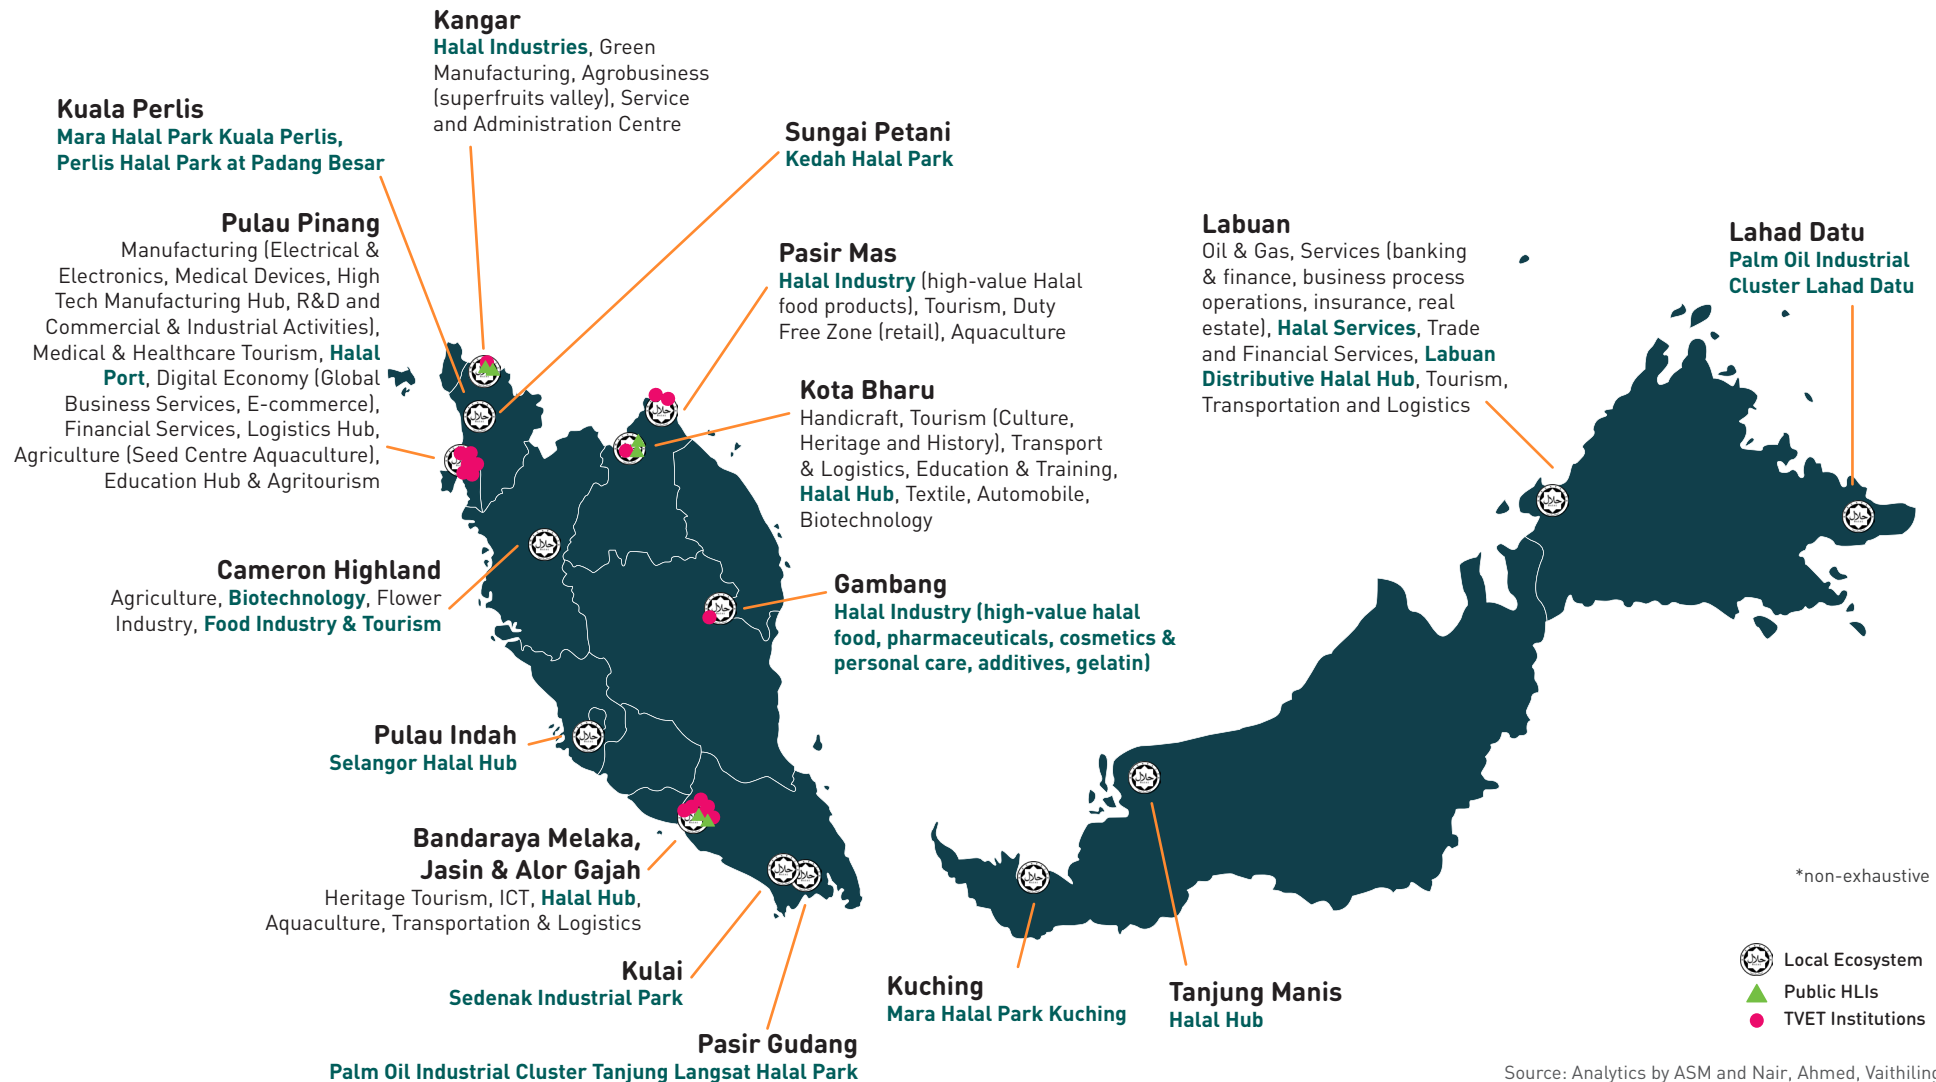 Kangar
Halal Industries, Green
Manufacturing, Agrobusiness
(superfruits valley), Service
and Administration Centre
Kuala Perlis
Mara Halal Park Kuala Perlis,
Perlis Halal Park at Padang Besar
Sungai Petani
Kedah Halal Park
Pulau Pinang
Manufacturing (Electrical &
Electronics, Medical Devices, High
Tech Manufacturing Hub, R&D and
Commercial & Industrial Activities),
Medical & Healthcare Tourism, Halal
Port, Digital Economy (Global
Business Services, E-commerce),
Financial Services, Logistics Hub,
Agriculture (Seed Centre Aquaculture),
Education Hub & Agritourism
Pasir Mas
Halal Industry (high-value Halal
food products), Tourism, Duty
Free Zone (retail), Aquaculture
Kota Bharu
Handicraft, Tourism (Culture,
Heritage and History), Transport
& Logistics, Education & Training,
Halal Hub, Textile, Automobile,
Biotechnology
Labuan
Oil & Gas, Services (banking
& finance, business process
operations, insurance, real
estate), Halal Services, Trade
and Financial Services, Labuan
Distributive Halal Hub, Tourism,
Transportation and Logistics
Lahad Datu
Palm Oil Industrial
Cluster Lahad Datu
Cameron Highland
Agriculture, Biotechnology, Flower
Industry, Food Industry & Tourism
Gambang
Halal Industry (high-value halal
food, pharmaceuticals, cosmetics &
personal care, additives, gelatin)
Pulau Indah
Selangor Halal Hub
Bandaraya Melaka,
Jasin & Alor Gajah
Heritage Tourism, ICT, Halal Hub,
Aquaculture, Transportation & Logistics
Kulai
Sedenak Industrial Park
Pasir Gudang
Palm Oil Industrial Cluster Tanjung Langsat Halal Park
Kuching
Mara Halal Park Kuching
Tanjung Manis
Halal Hub
*non-exhaustive
حلال
Local Ecosystem
Public HLIs
TVET Institutions
Source: Analytics by ASM and Nair, Ahmed, Vaithiling